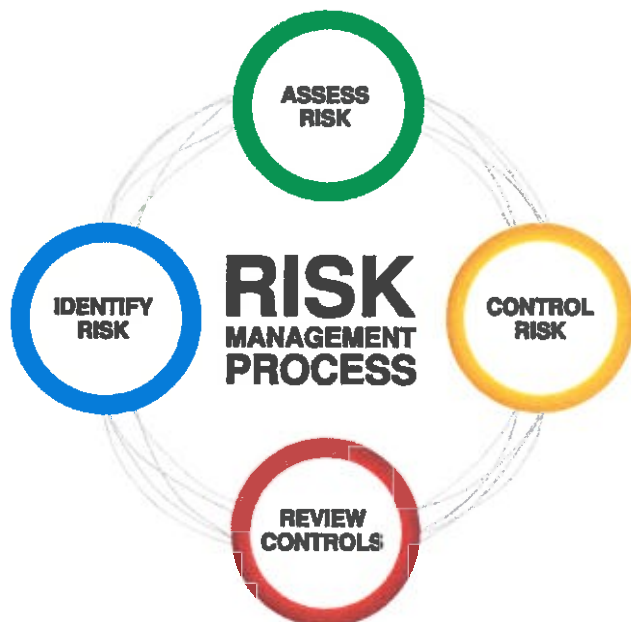 ASSESS
RISK
IDENTIFY
RISK
RISK
MANAGEMENT
PROCESS
CONTROL
RISK
REVIEW
CONTROLS